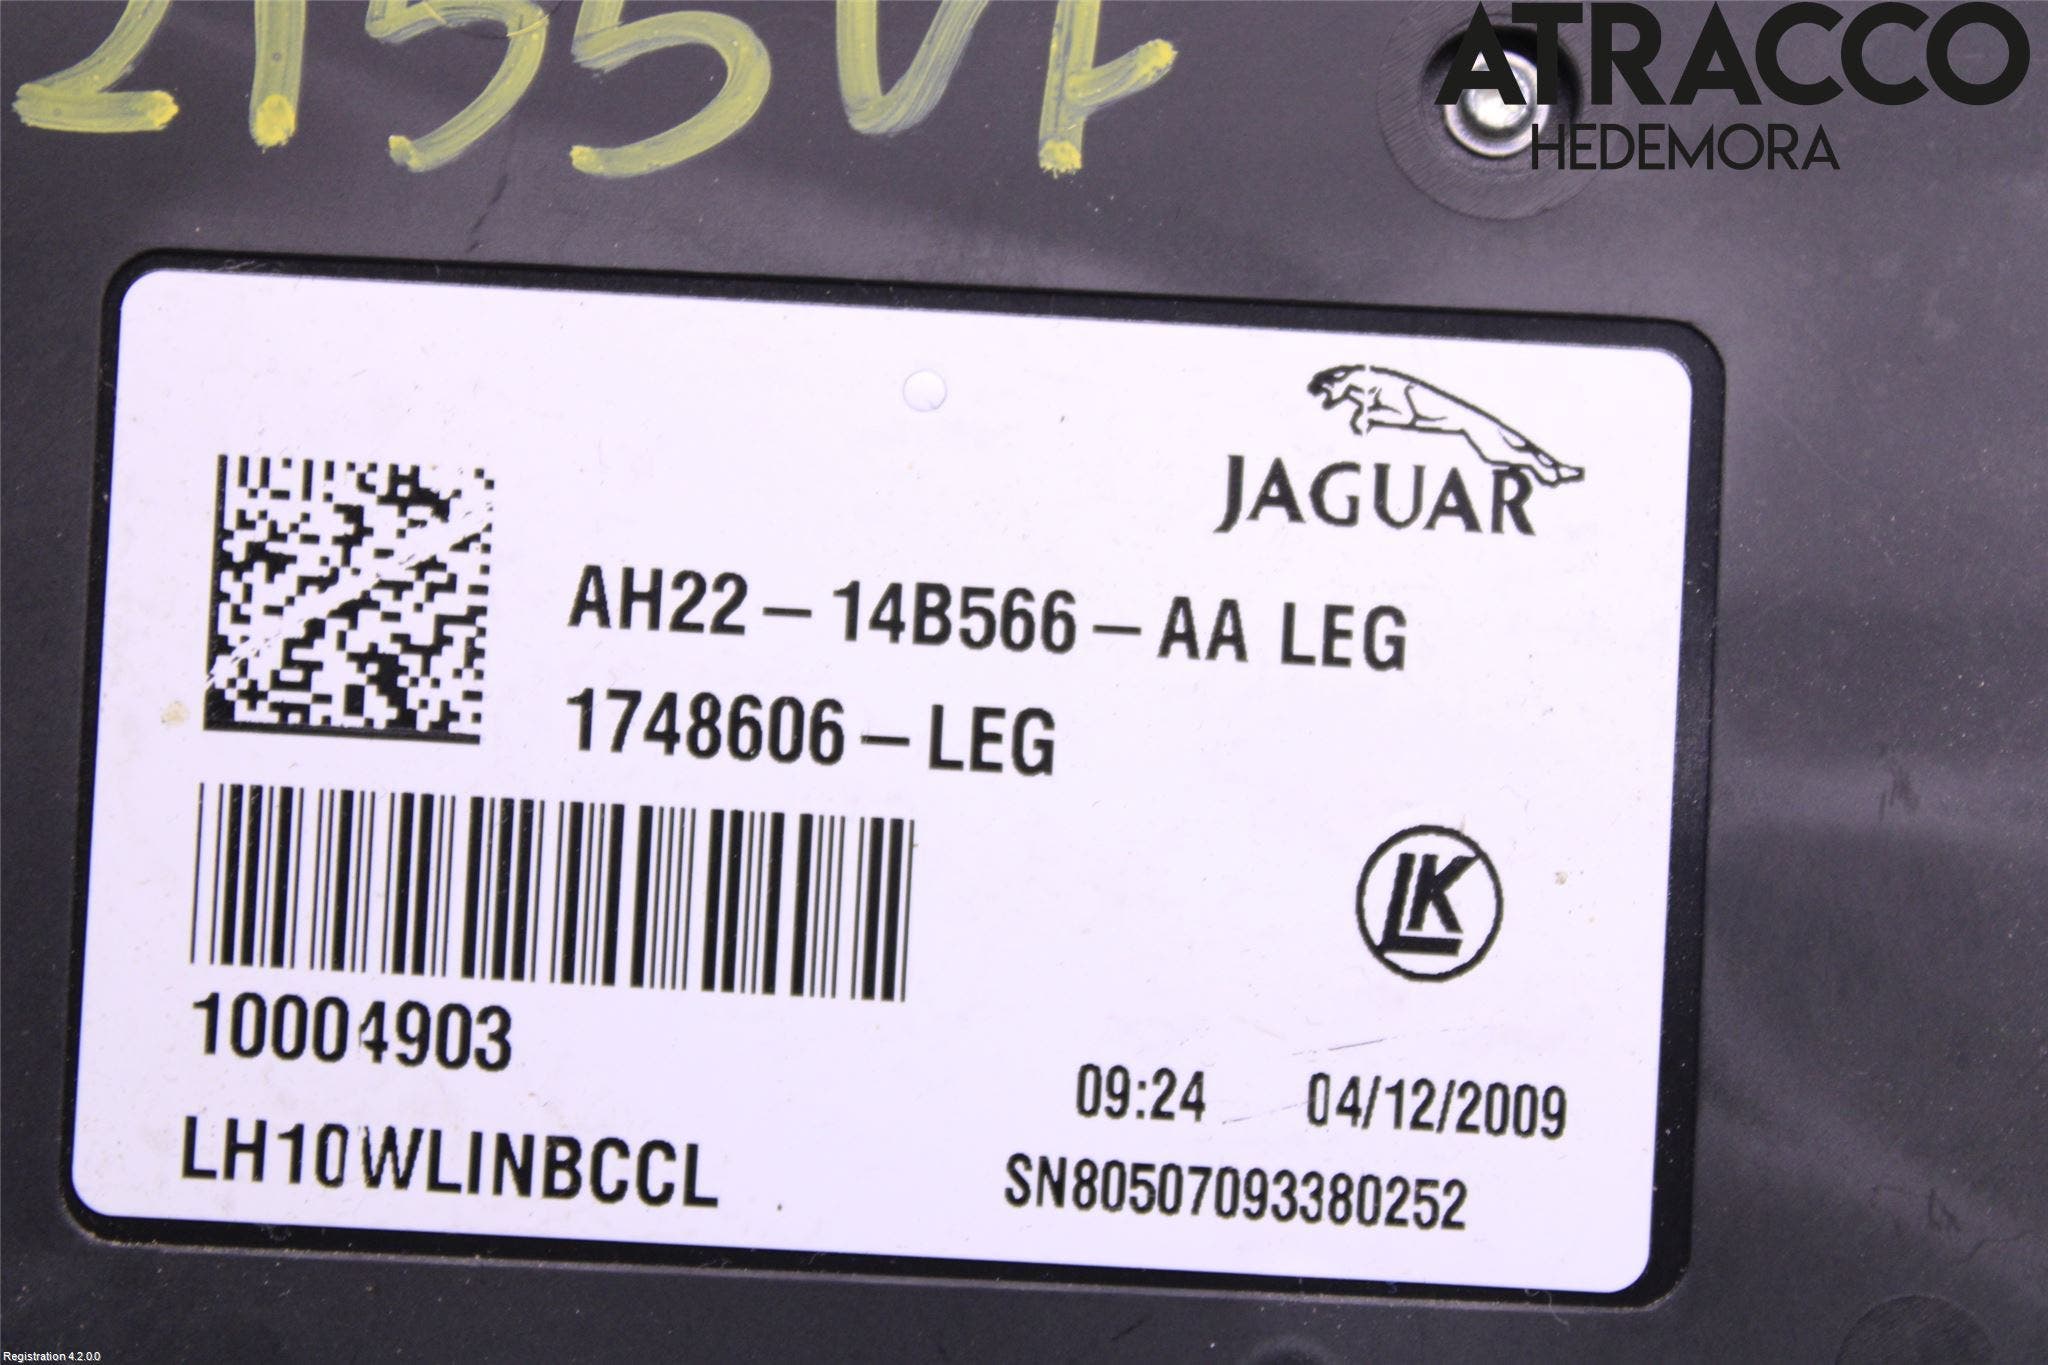 ATRACCO
HEDEMORA
JAGUAR
AH22-14B566-AA LEG
1748606-LEG
LK
10004903
09:24 04/12/2009
LH10WLINBCCL
SN80507093380252
Registration 4.2.0.0